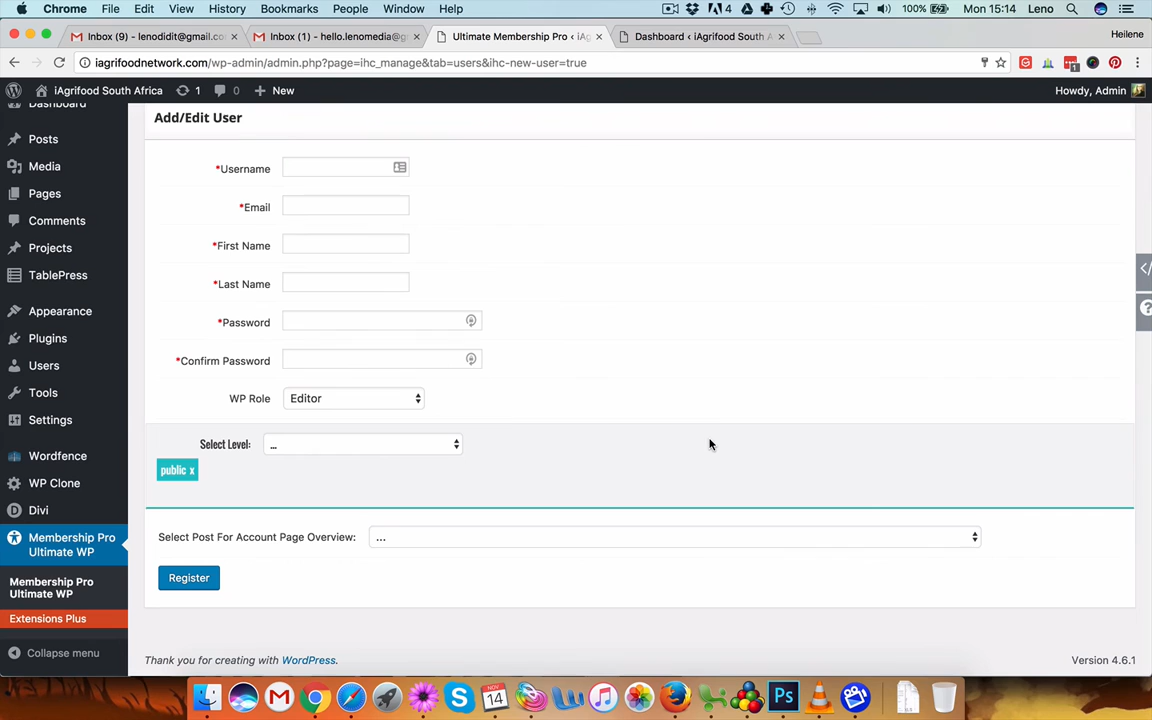 Chrome File Edit View History Bookmarks People Window Help 4 100% Mon 15:14 Leno
Inbox (9) - lenodidit@gmail.co × Inbox (1) - hello.lenomedia@g × Ultimate Membership Pro ‹ iAg × Dashboard ‹ iAgrifood South A × Heilene
iagrifoodnetwork.com/wp-admin/admin.php?page=ihc_manage&tab=users&ihc-new-user=true 1
iAgrifood South Africa 1 0 + New Howdy, Admin
Dashboard
Posts
Media
Pages
Comments
Projects
TablePress
Appearance
Plugins
Users
Tools
Settings
Wordfence
WP Clone
Divi
Membership Pro
Ultimate WP
Membership Pro
Ultimate WP
Extensions Plus
Collapse menu
Add/Edit User
*Username
*Email
*First Name
*Last Name
*Password
*Confirm Password
WP Role Editor
Select Level: ...
public x
Select Post For Account Page Overview: ...
Register
Thank you for creating with WordPress. Version 4.6.1
</>
?
NOV
14
Ps